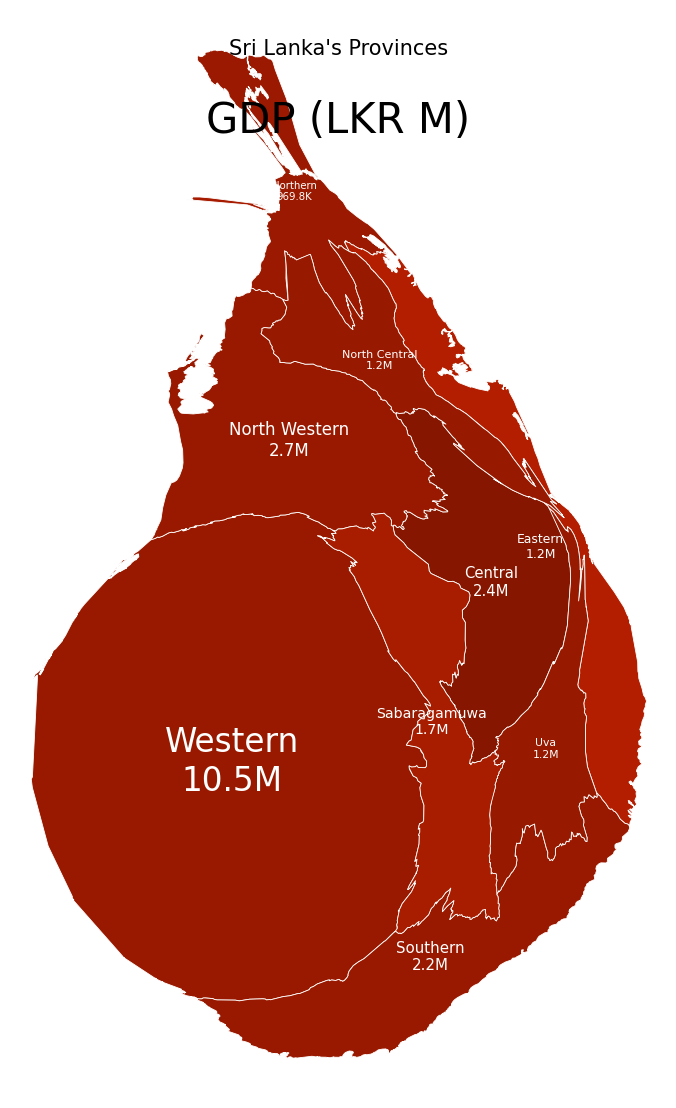 Sri Lanka's Provinces
GDP (LKR M)
Northern
969.8K
North Central
1.2M
North Western
2.7M
Eastern
1.2M
Central
2.4M
Sabaragamuwa
1.7M
Western
10.5M
Uva
1.2M
Southern
2.2M